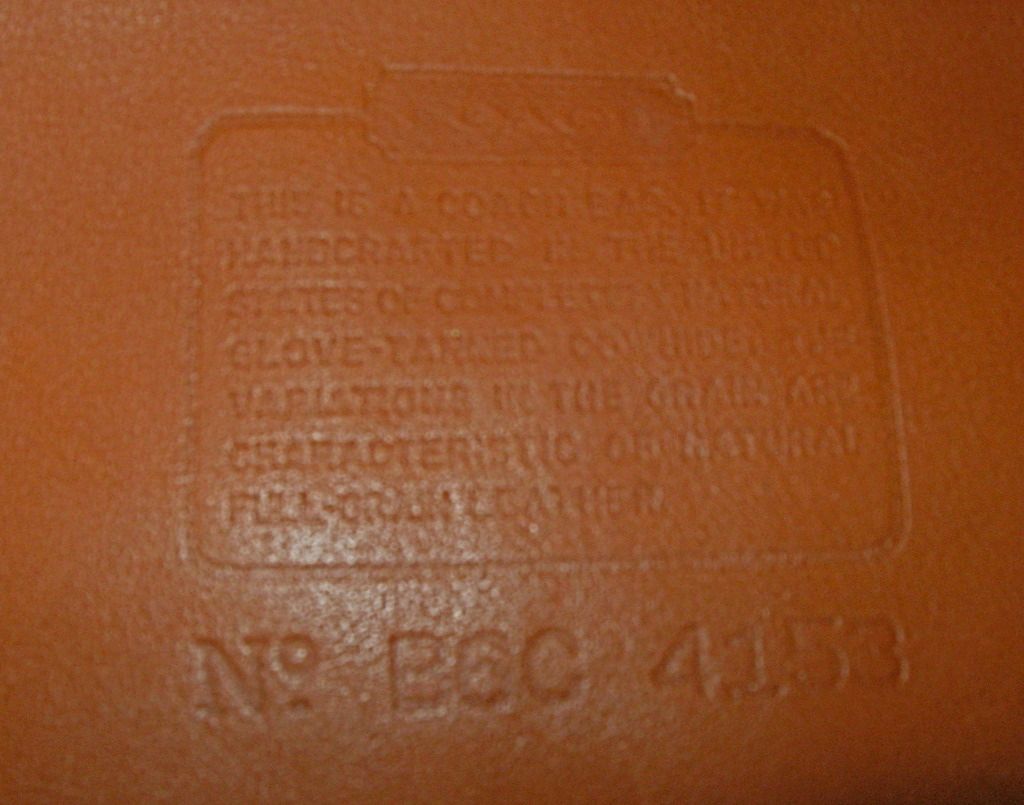 COACH
THIS IS A COACH BAG. IT WAS
HANDCRAFTED IN THE UNITED
STATES OF COMPLETELY NATURAL
GLOVE-TANNED COWHIDE. THE
VARIATIONS IN THE GRAIN ARE
CHARACTERISTIC OF NATURAL
FULL-GRAIN LEATHER.
Nº 4153